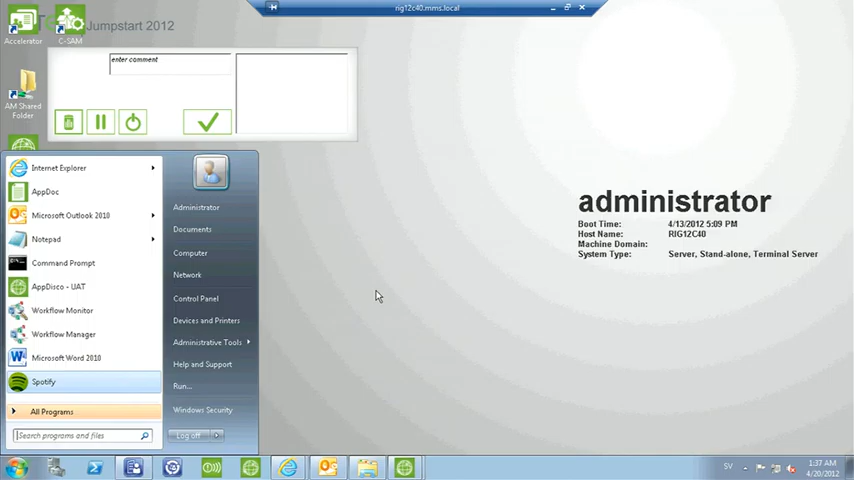 rig12c40.mms.local
Jumpstart 2012
Accelerator
C-SAM
enter comment
AM Shared
Folder
Internet Explorer
AppDoc
Microsoft Outlook 2010
Notepad
Command Prompt
AppDisco - UAT
Workflow Monitor
Workflow Manager
Microsoft Word 2010
Spotify
All Programs
Search programs and files
Administrator
Documents
Computer
Network
Control Panel
Devices and Printers
Administrative Tools
Help and Support
Run...
Windows Security
Log off
administrator
Boot Time: 4/13/2012 5:09 PM
Host Name: RIG12C40
Machine Domain:
System Type: Server, Stand-alone, Terminal Server
SV
1:37 AM
4/20/2012